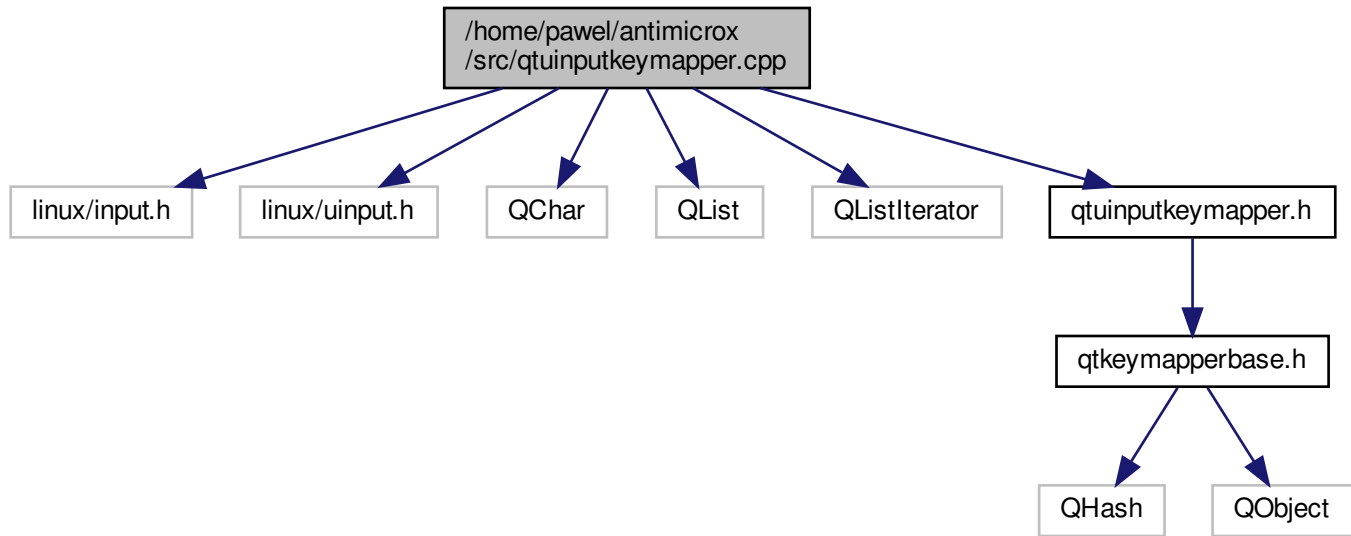 /home/pawel/antimicrox
/src/qtuinputkeymapper.cpp
linux/input.h
linux/uinput.h
QChar
QList
QListIterator
qtuinputkeymapper.h
qtkeymapperbase.h
QHash
QObject